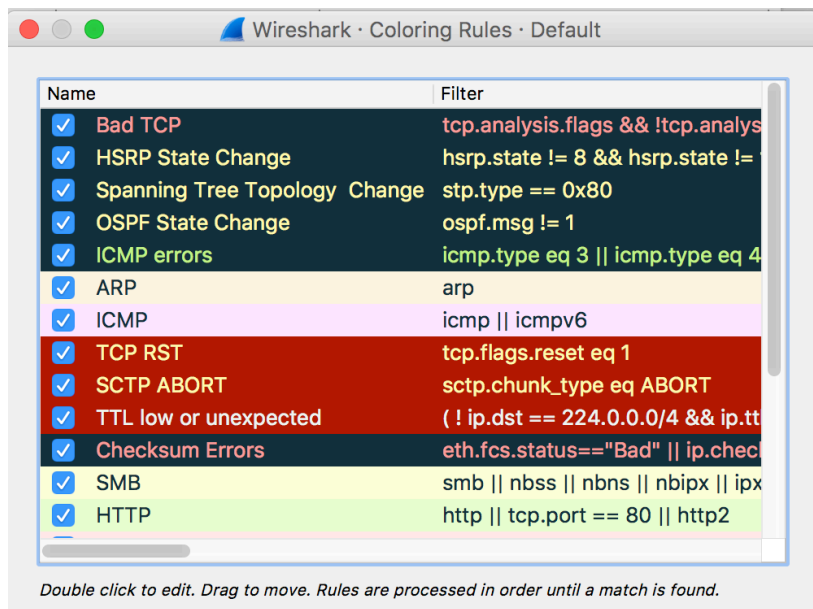 Wireshark · Coloring Rules · Default
Name Filter
Bad TCP tcp.analysis.flags && !tcp.analys
HSRP State Change hsrp.state != 8 && hsrp.state !=
Spanning Tree Topology  Change stp.type == 0x80
OSPF State Change ospf.msg != 1
ICMP errors icmp.type eq 3 || icmp.type eq 4
ARP arp
ICMP icmp || icmpv6
TCP RST tcp.flags.reset eq 1
SCTP ABORT sctp.chunk_type eq ABORT
TTL low or unexpected ( ! ip.dst == 224.0.0.0/4 && ip.tt
Checksum Errors eth.fcs.status=="Bad" || ip.chec
SMB smb || nbss || nbns || nbipx || ipx
HTTP http || tcp.port == 80 || http2
Double click to edit. Drag to move. Rules are processed in order until a match is found.